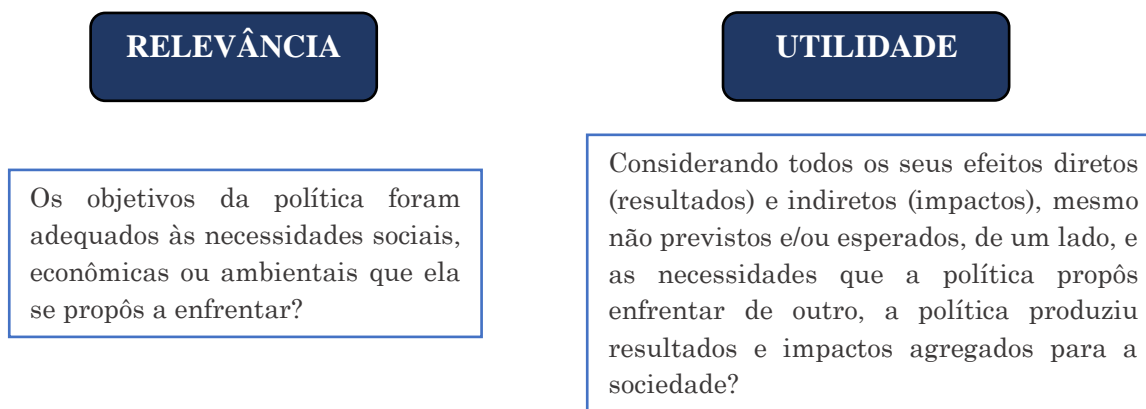 RELEVÂNCIA
Os objetivos da política foram
adequados às necessidades sociais,
econômicas ou ambientais que ela
se propôs a enfrentar?
UTILIDADE
Considerando todos os seus efeitos diretos
(resultados) e indiretos (impactos), mesmo
não previstos e/ou esperados, de um lado, e
as necessidades que a política propôs
enfrentar de outro, a política produziu
resultados e impactos agregados para a
sociedade?